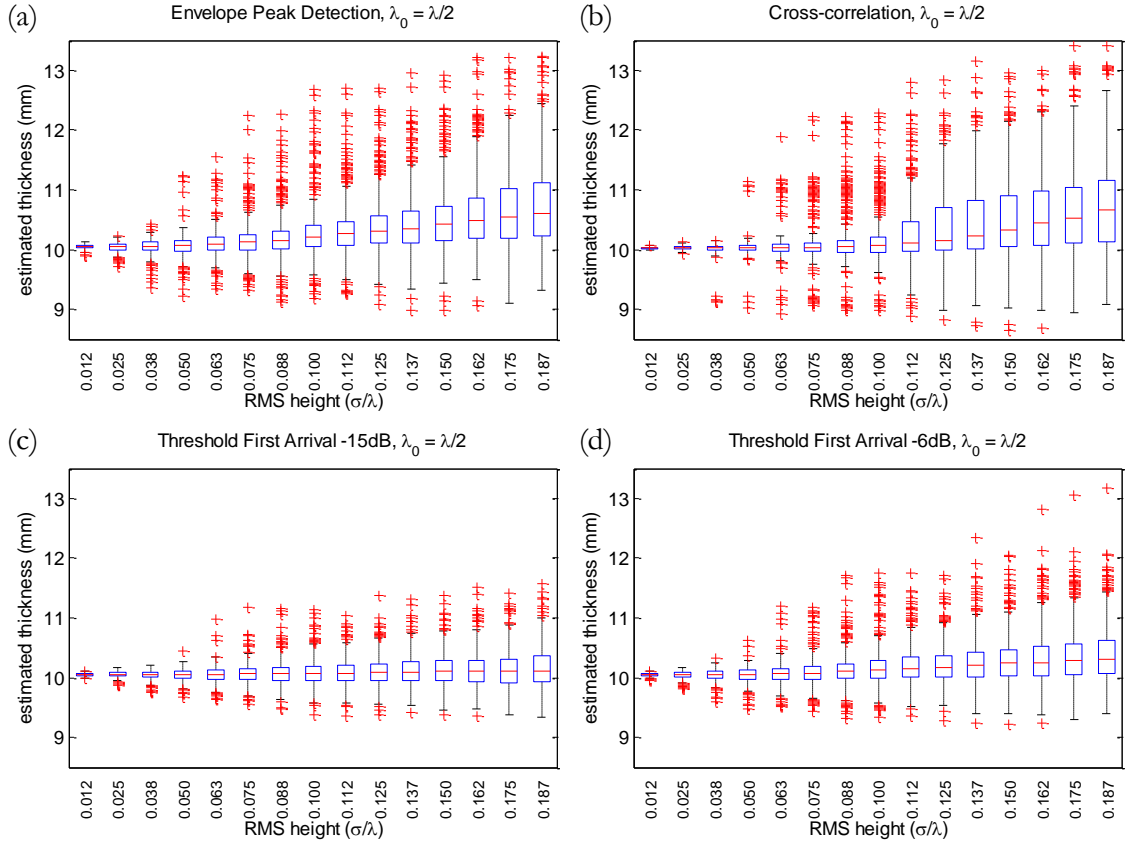 (a)
Envelope Peak Detection, λ0 = λ/2
estimated thickness (mm)
13
12
11
10
9
0.012 0.025 0.038 0.050 0.063 0.075 0.088 0.100 0.112 0.125 0.137 0.150 0.162 0.175 0.187
RMS height (σ/λ)
(b)
Cross-correlation, λ0 = λ/2
estimated thickness (mm)
13
12
11
10
9
0.012 0.025 0.038 0.050 0.063 0.075 0.088 0.100 0.112 0.125 0.137 0.150 0.162 0.175 0.187
RMS height (σ/λ)
(c)
Threshold First Arrival -15dB, λ0 = λ/2
estimated thickness (mm)
13
12
11
10
9
0.012 0.025 0.038 0.050 0.063 0.075 0.088 0.100 0.112 0.125 0.137 0.150 0.162 0.175 0.187
RMS height (σ/λ)
(d)
Threshold First Arrival -6dB, λ0 = λ/2
estimated thickness (mm)
13
12
11
10
9
0.012 0.025 0.038 0.050 0.063 0.075 0.088 0.100 0.112 0.125 0.137 0.150 0.162 0.175 0.187
RMS height (σ/λ)